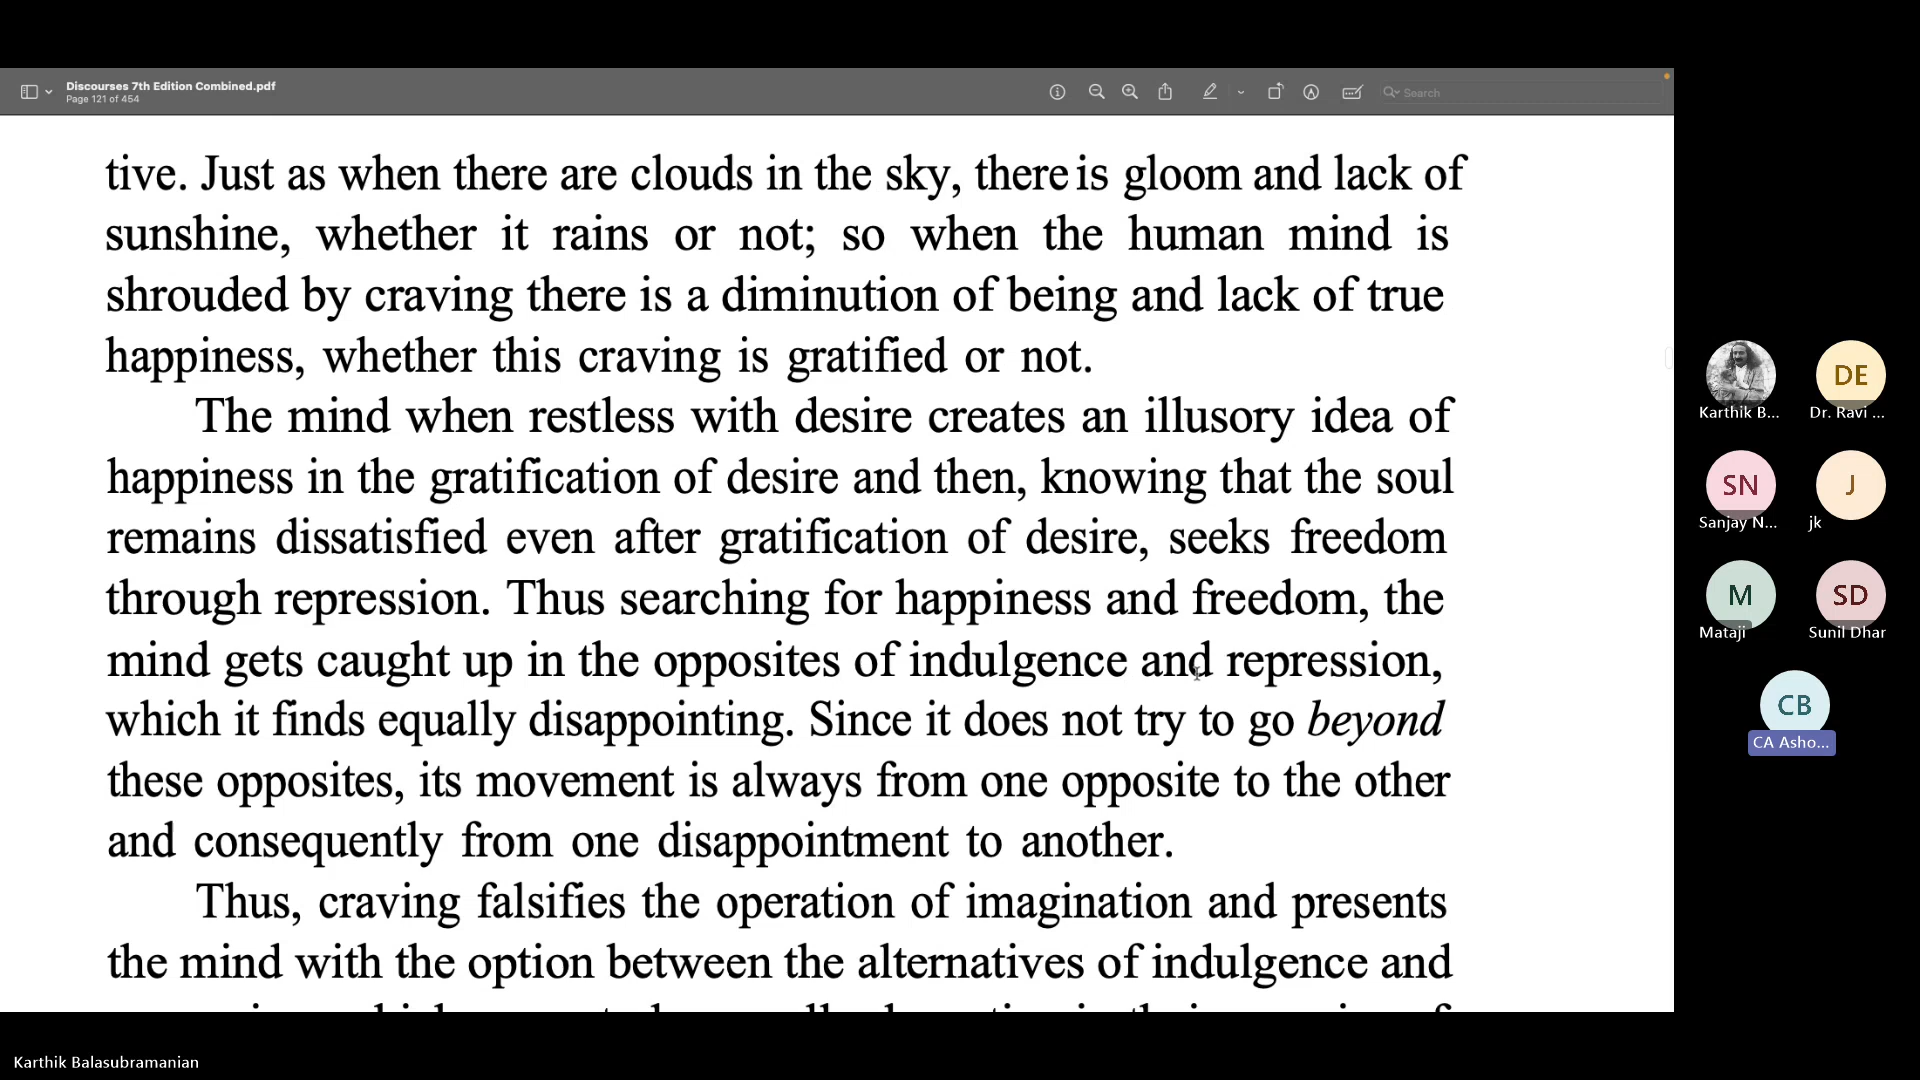 Discourses 7th Edition Combined.pdf
Page 121 of 454
Search
tive. Just as when there are clouds in the sky, there is gloom and lack of
sunshine, whether it rains or not; so when the human mind is
shrouded by craving there is a diminution of being and lack of true
happiness, whether this craving is gratified or not.
The mind when restless with desire creates an illusory idea of
happiness in the gratification of desire and then, knowing that the soul
remains dissatisfied even after gratification of desire, seeks freedom
through repression. Thus searching for happiness and freedom, the
mind gets caught up in the opposites of indulgence and repression,
which it finds equally disappointing. Since it does not try to go beyond
these opposites, its movement is always from one opposite to the other
and consequently from one disappointment to another.
Thus, craving falsifies the operation of imagination and presents
the mind with the option between the alternatives of indulgence and
Karthik B...
DE
Dr. Ravi ...
SN
Sanjay N...
J
jk
M
Mataji
SD
Sunil Dhar
CB
CA Asho...
Karthik Balasubramanian